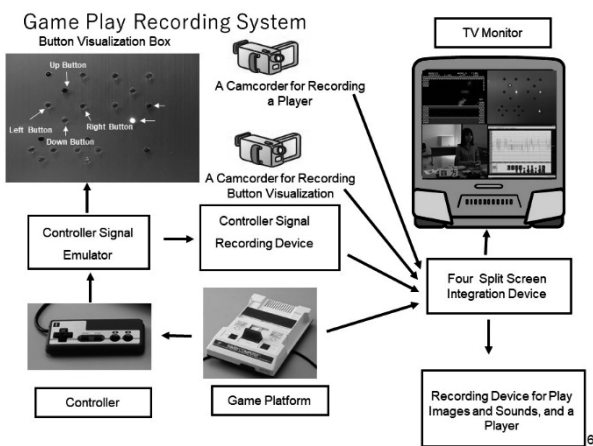 Game Play Recording System
Button Visualization Box
Up Button
Left Button
Right Button
Down Button
A Camcorder for Recording
a Player
A Camcorder for Recording
Button Visualization
TV Monitor
Controller Signal
Emulator
Controller Signal
Recording Device
Four Split Screen
Integration Device
Controller
Game Platform
Recording Device for Play
Images and Sounds, and a
Player
6